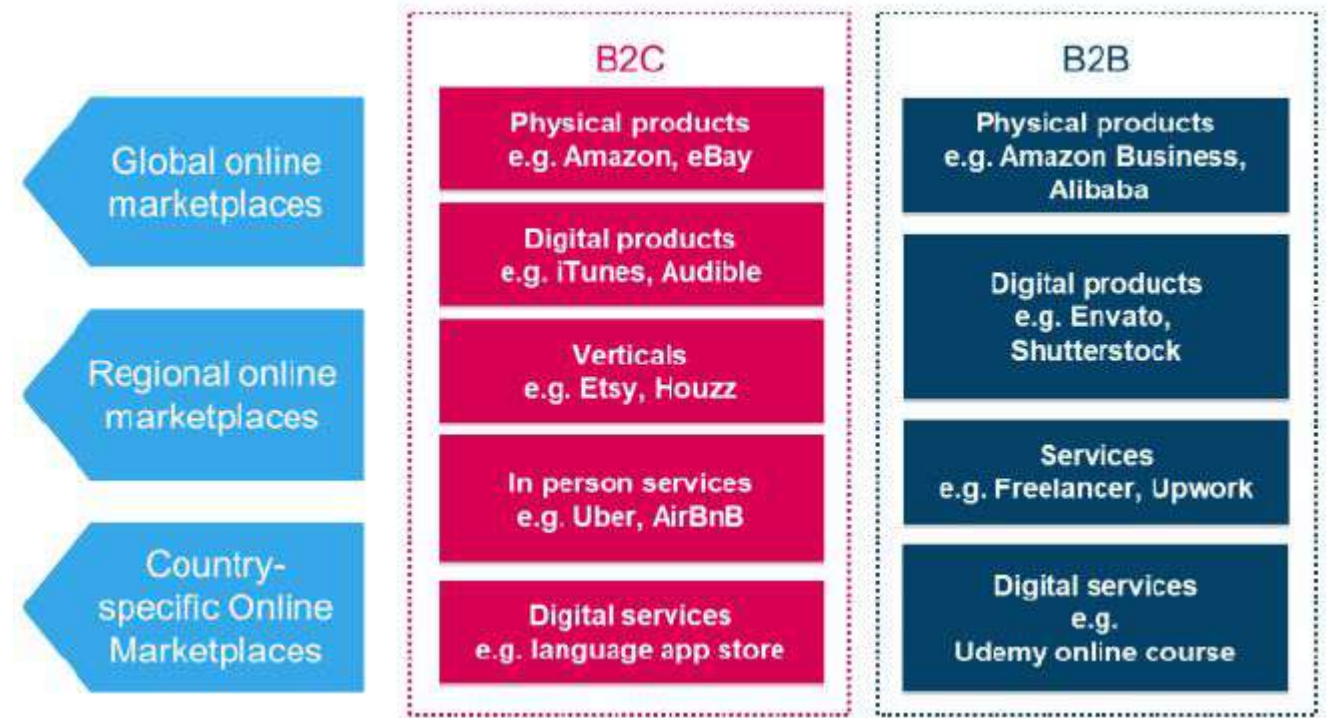 Global online
marketplaces
Regional online
marketplaces
Country-
specific Online
Marketplaces
B2C
Physical products
e.g. Amazon, eBay
Digital products
e.g. iTunes, Audible
Verticals
e.g. Etsy, Houzz
In person services
e.g. Uber, AirBnB
Digital services
e.g. language app store
B2B
Physical products
e.g. Amazon Business,
Alibaba
Digital products
e.g. Envato,
Shutterstock
Services
e.g. Freelancer, Upwork
Digital services
e.g.
Udemy online course